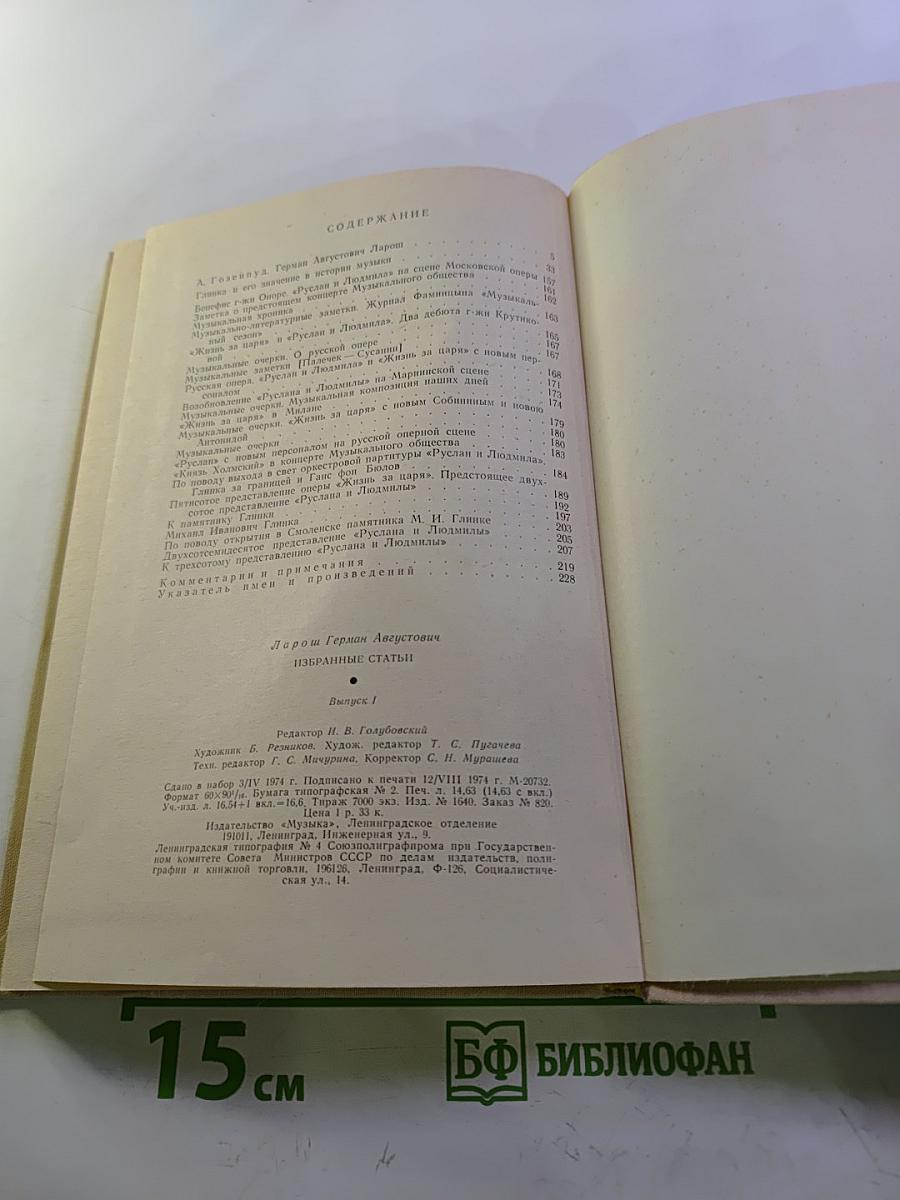 СОДЕРЖАНИЕ
А. Гозенпуд. Герман Августович Ларош . . . . . . . . 5
Глинка и его значение в истории музыки . . . . . . . . 33
Бенефис г-жи Оноре. «Руслан и Людмила» на сцене Московской оперы 157
Заметка о предстоящем концерте Музыкального общества . . . . 161
Музыкальная хроника . . . . . . . . 162
Музыкально-литературные заметки. Журнал Фаминцына «Музыкаль-
ный сезон» . . . . . . . . 163
«Жизнь за царя» и «Руслан и Людмила». Два дебюта г-жи Крутико-
вой . . . . . . . . 165
Музыкальные очерки. О русской опере . . . . . . . . 167
Музыкальные заметки [Палечек — Сусанин] . . . . . . . . 167
Русская опера. «Руслан и Людмила» и «Жизнь за царя» с новым пер-
соналом . . . . . . . . 168
Возобновление «Руслана и Людмилы» на Мариинской сцене . . . . 171
Музыкальные очерки. Музыкальная композиция наших дней . . . . 173
«Жизнь за царя» в Милане . . . . . . . . 174
Музыкальные очерки. «Жизнь за царя» с новым Собининым и новою
Антонидой . . . . . . . . 179
Музыкальные очерки . . . . . . . . 180
«Руслан» с новым персоналом на русской оперной сцене . . . . 180
«Князь Холмский» в концерте Музыкального общества . . . . 183
По поводу выхода в свет оркестровой партитуры «Руслан и Людмила».
Глинка за границей и Ганс фон Бюлов . . . . . . . . 184
Пятисотое представление оперы «Жизнь за царя». Предстоящее двух-
сотое представление «Руслана и Людмилы» . . . . . . . . 189
К памятнику Глинки . . . . . . . . 192
Михаил Иванович Глинка . . . . . . . . 197
По поводу открытия в Смоленске памятника М. И. Глинке . . . . 203
Двухсотсемидесятое представление «Руслана и Людмилы» . . . . 205
К трехсотому представлению «Руслана и Людмилы» . . . . 207
Комментарии и примечания . . . . . . . . 219
Указатель имен и произведений . . . . . . . . 228
Ларош Герман Августович
ИЗБРАННЫЕ СТАТЬИ
●
Выпуск I
Редактор И. В. Голубовский
Художник Б. Резников. Худож. редактор Т. С. Пугачева
Техн. редактор Г. С. Мичурина. Корректор С. Н. Мурашева
Сдано в набор 3/IV 1974 г. Подписано к печати 12/VIII 1974 г. М-20732.
Формат 60×90 1/16. Бумага типографская № 2. Печ. л. 14,63 (14,63 с вкл.)
Уч.-изд. л. 16,54+1 вкл.=16,6. Тираж 7000 экз. Изд. № 1640. Заказ № 820.
Цена 1 р. 33 к.
Издательство «Музыка», Ленинградское отделение
191011, Ленинград, Инженерная ул., 9.
Ленинградская типография № 4 Союзполиграфпрома при Государствен-
ном комитете Совета Министров СССР по делам издательств, поли-
графии и книжной торговли, 196126, Ленинград, Ф-126, Социалистиче-
ская ул., 14.
15 см
БФ БИБЛИОФАН